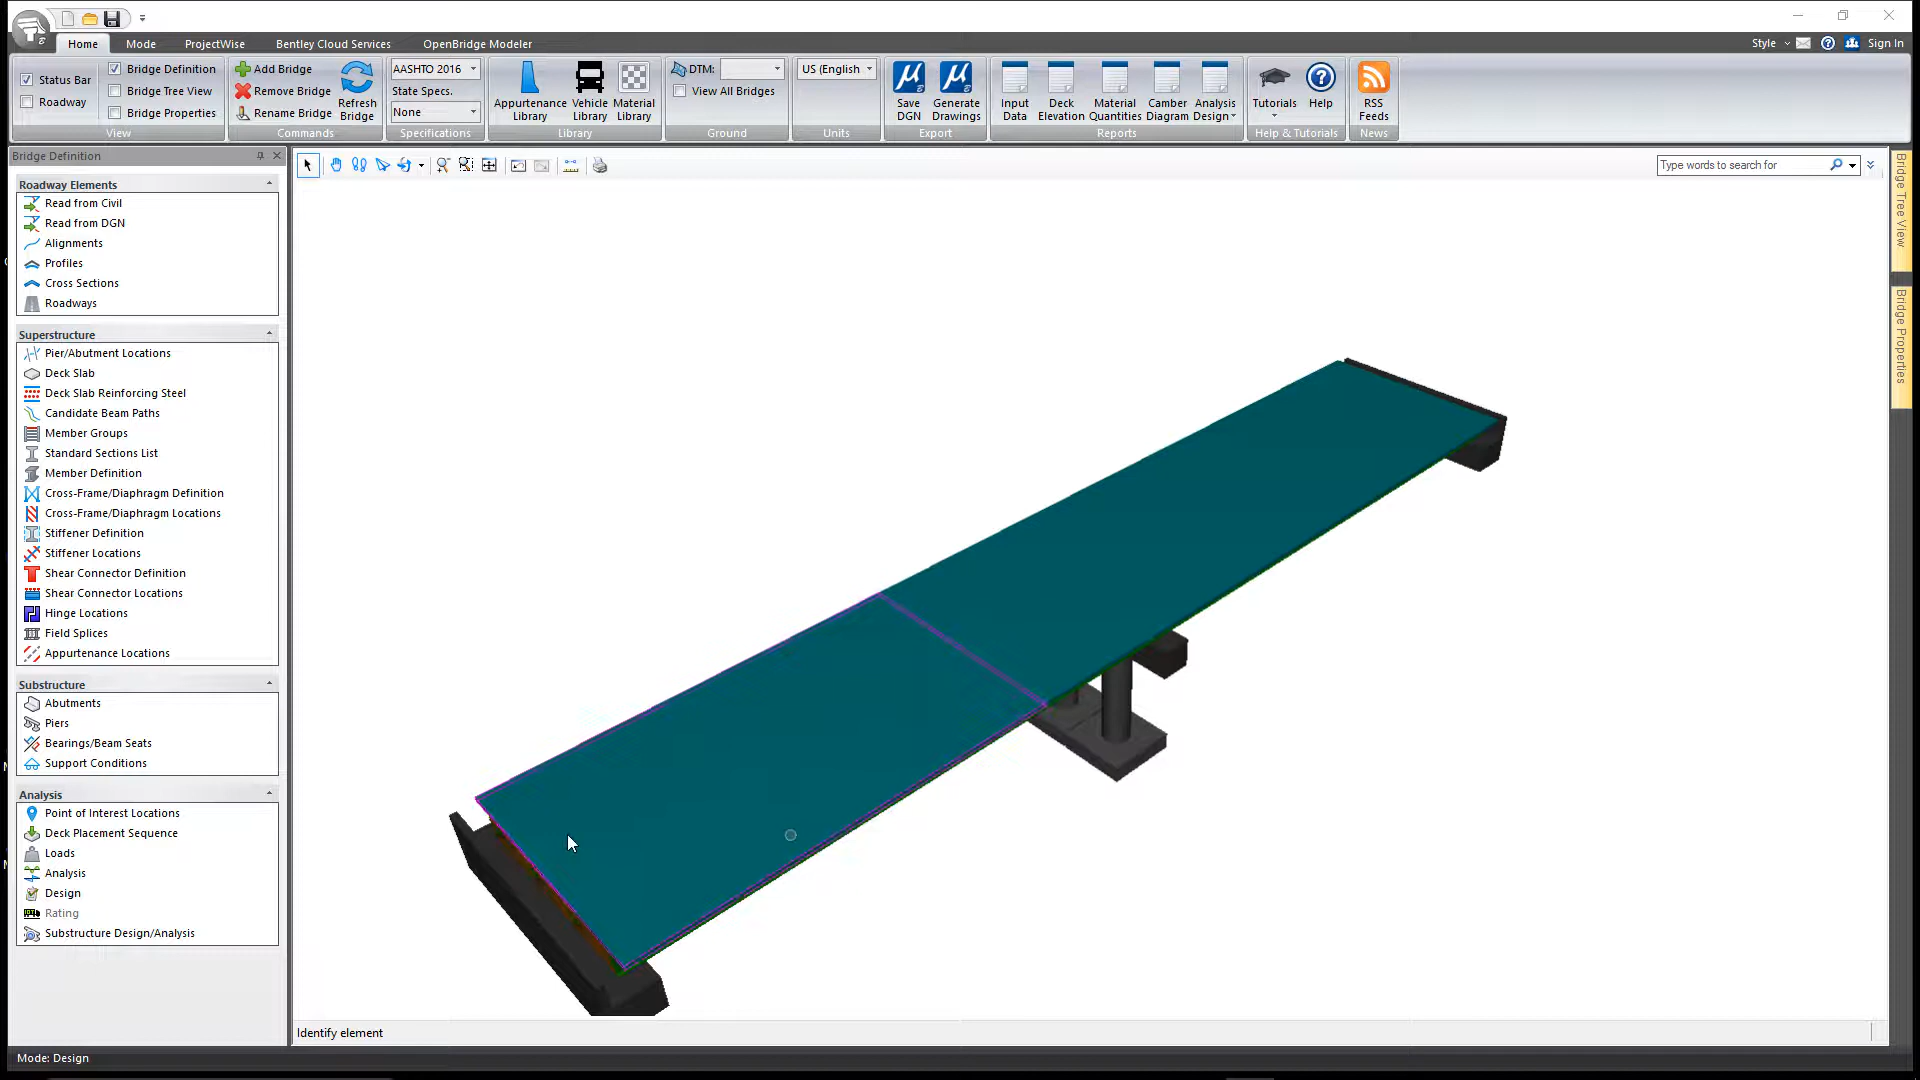 Home Mode ProjectWise Bentley Cloud Services OpenBridge Modeler Style Sign In
Status Bar
Roadway
Bridge Definition
Bridge Tree View
Bridge Properties
View
Add Bridge
Remove Bridge
Rename Bridge
Refresh
Bridge
Commands
AASHTO 2016
State Specs.
None
Specifications
Appurtenance
Library
Vehicle
Library
Material
Library
Library
DTM:
View All Bridges
Ground
US (English
Units
Save
DGN
Generate
Drawings
Export
Input
Data
Deck
Elevation
Material
Quantities
Camber
Diagram
Analysis
Design
Reports
Tutorials
Help
Help & Tutorials
RSS
Feeds
News
Bridge Definition
Roadway Elements
Read from Civil
Read from DGN
Alignments
Profiles
Cross Sections
Roadways
Superstructure
Pier/Abutment Locations
Deck Slab
Deck Slab Reinforcing Steel
Candidate Beam Paths
Member Groups
Standard Sections List
Member Definition
Cross-Frame/Diaphragm Definition
Cross-Frame/Diaphragm Locations
Stiffener Definition
Stiffener Locations
Shear Connector Definition
Shear Connector Locations
Hinge Locations
Field Splices
Appurtenance Locations
Substructure
Abutments
Piers
Bearings/Beam Seats
Support Conditions
Analysis
Point of Interest Locations
Deck Placement Sequence
Loads
Analysis
Design
Rating
Substructure Design/Analysis
Type words to search for
Bridge Tree View
Bridge Properties
Identify element
Mode: Design